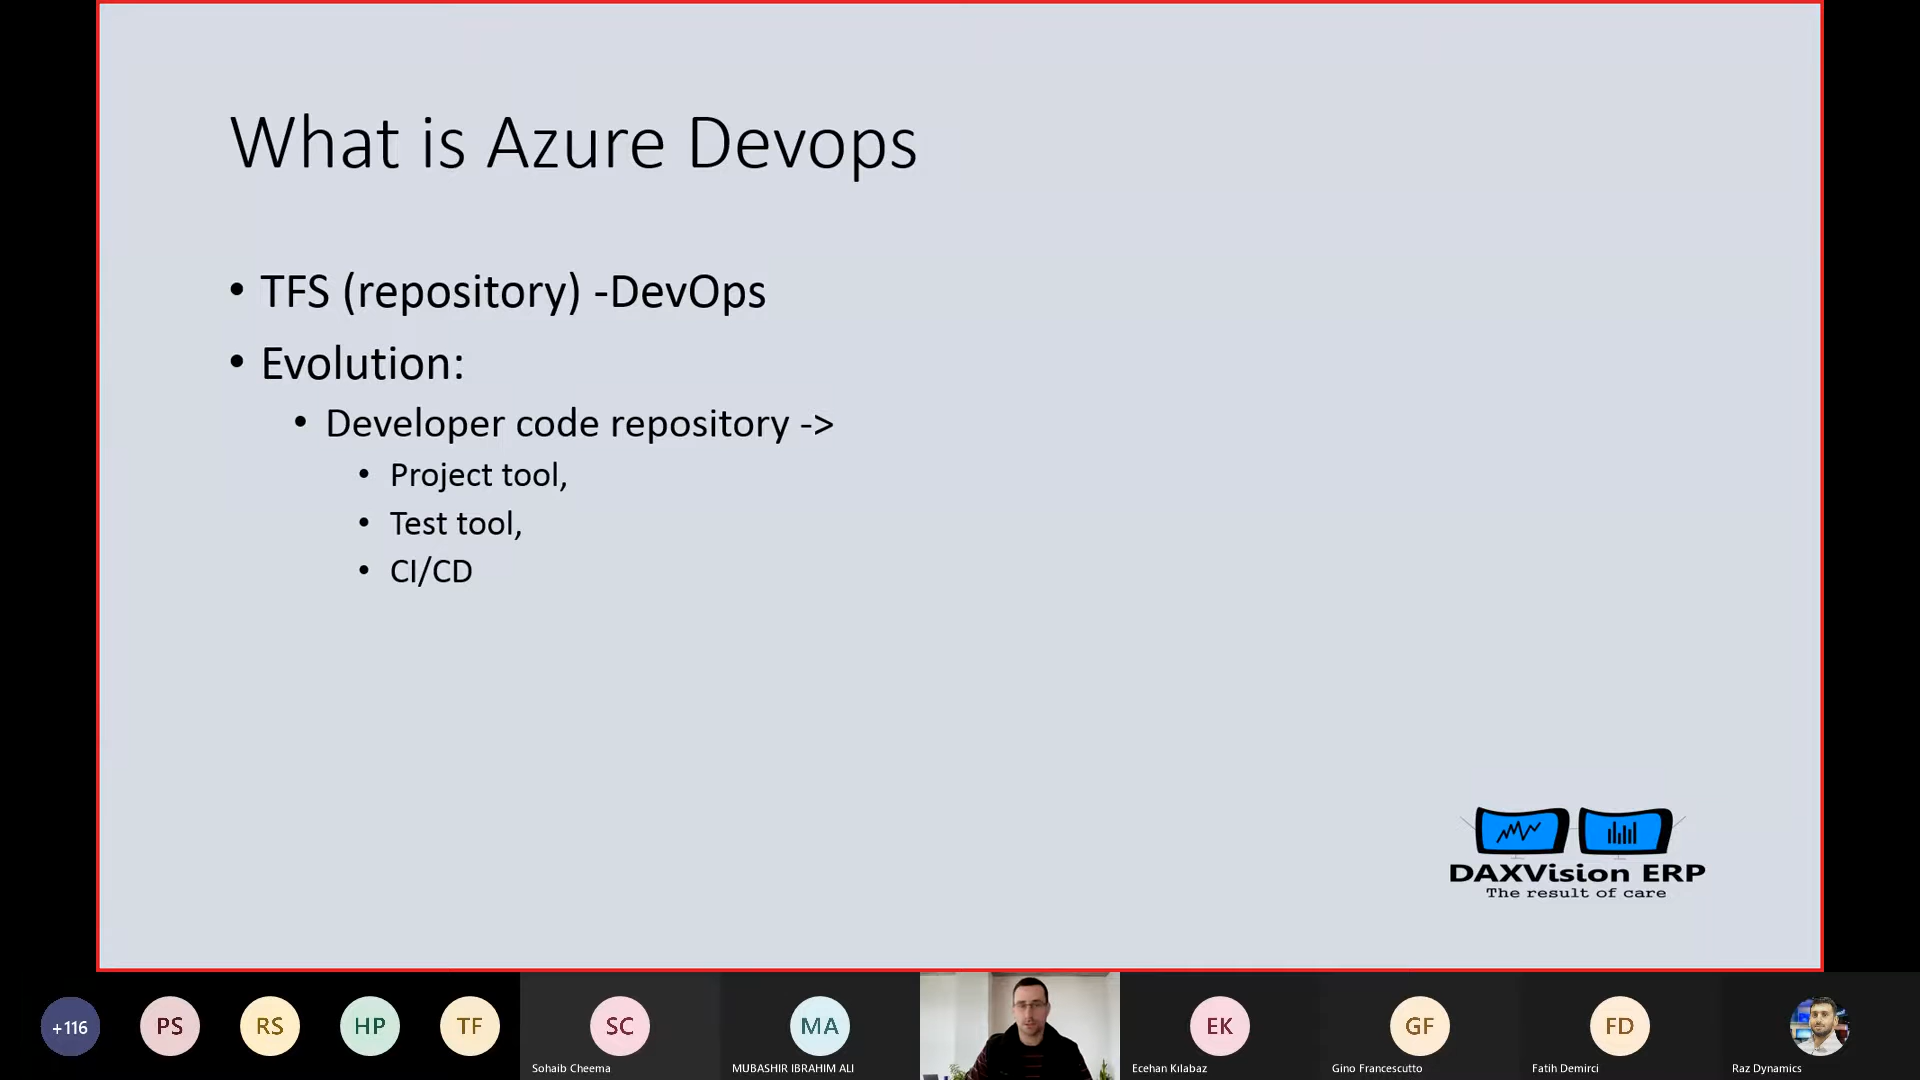 What is Azure Devops
• TFS (repository) -DevOps
• Evolution:
• Developer code repository ->
• Project tool,
• Test tool,
• CI/CD
DAXVision ERP
The result of care
+116
PS
RS
HP
TF
SC
MA
EK
GF
FD
Sohaib Cheema
MUBASHIR IBRAHIM ALI
Ecehan Kılabaz
Gino Francescutto
Fatih Demirci
Raz Dynamics